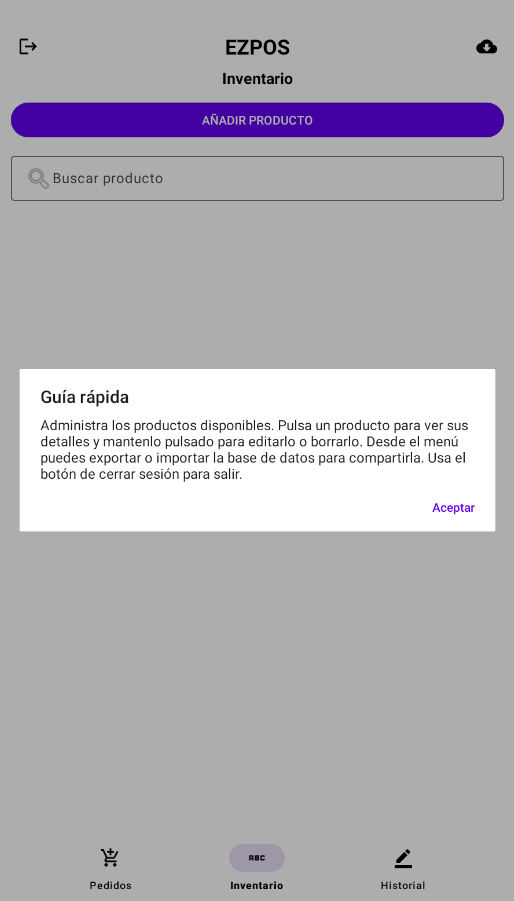 EZPOS
Inventario
AÑADIR PRODUCTO
Buscar producto
Guía rápida
Administra los productos disponibles. Pulsa un producto para ver sus
detalles y mantenlo pulsado para editarlo o borrarlo. Desde el menú
puedes exportar o importar la base de datos para compartirla. Usa el
botón de cerrar sesión para salir.
Aceptar
ABC
Pedidos
Inventario
Historial